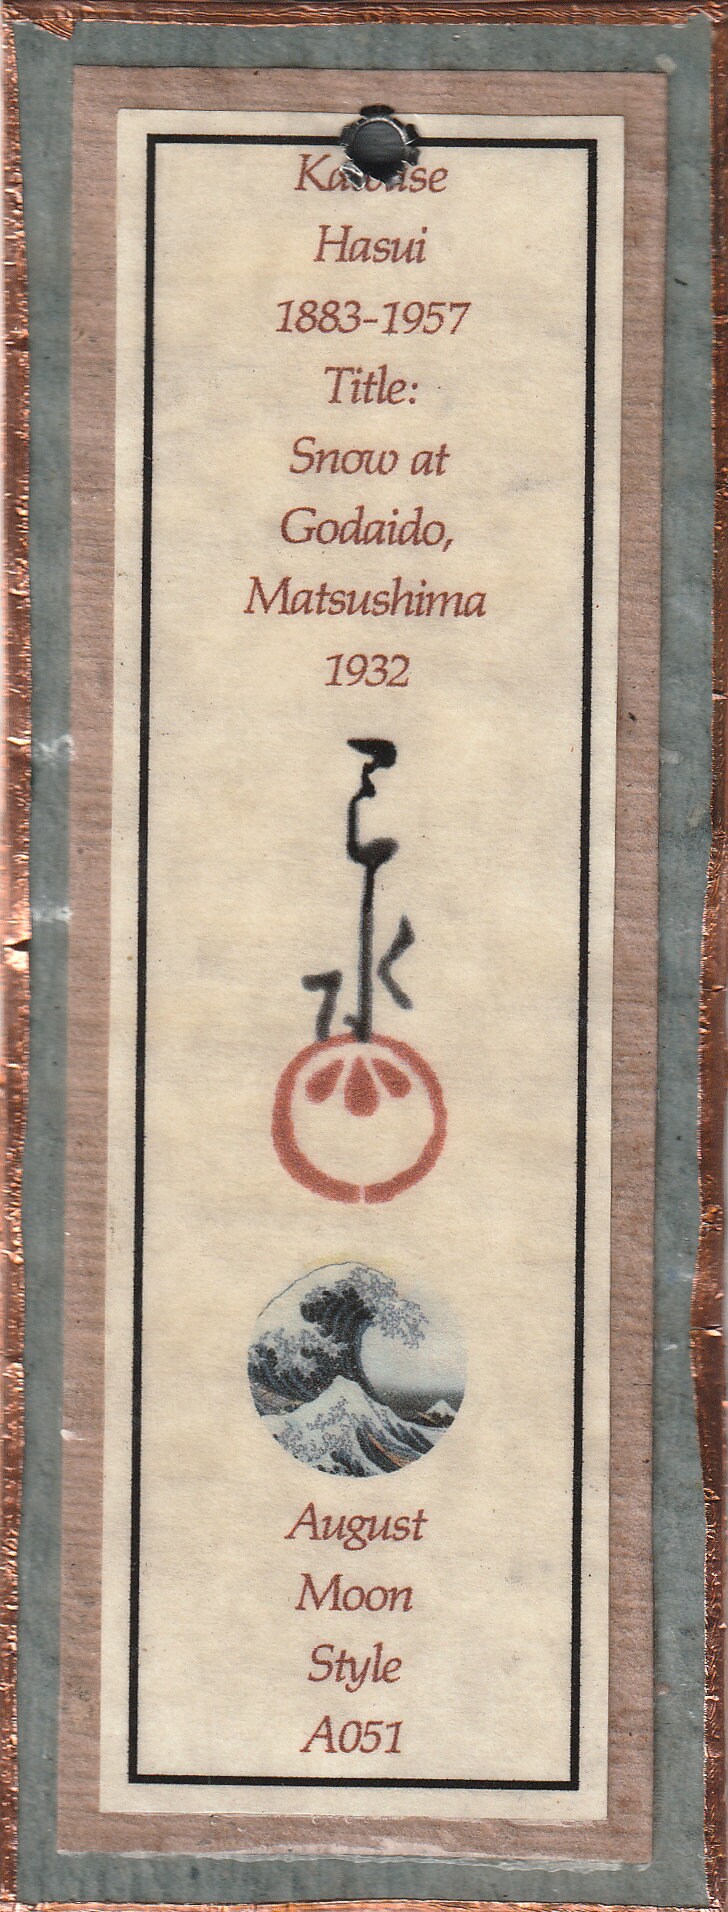 Hasui
1883-1957
Title:
Snow at
Godaido,
Matsushima
1932
August
Moon
Style
A051